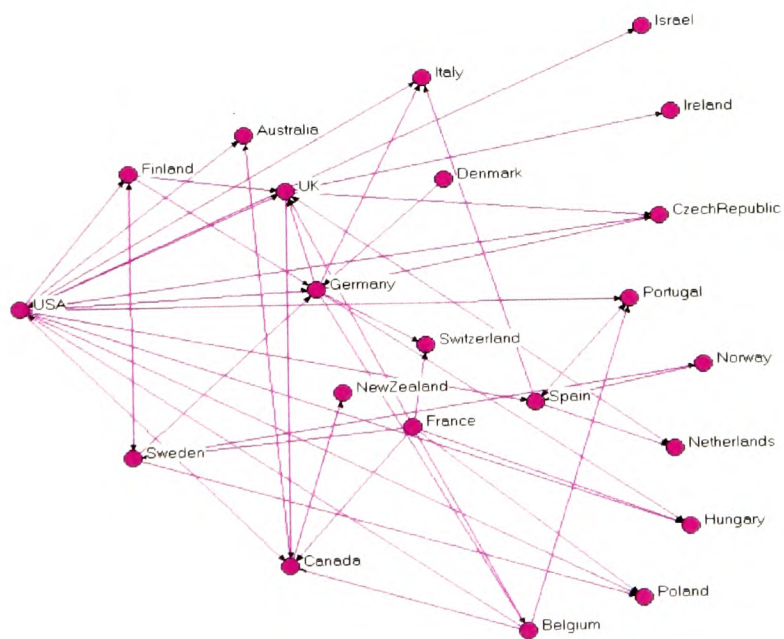 Israel
Italy
Ireland
Australia
Finland
UK
Denmark
CzechRepublic
Germany
Portugal
USA
Switzerland
Norway
NewZealand
Spain
France
Netherlands
Sweden
Hungary
Canada
Poland
Belgium